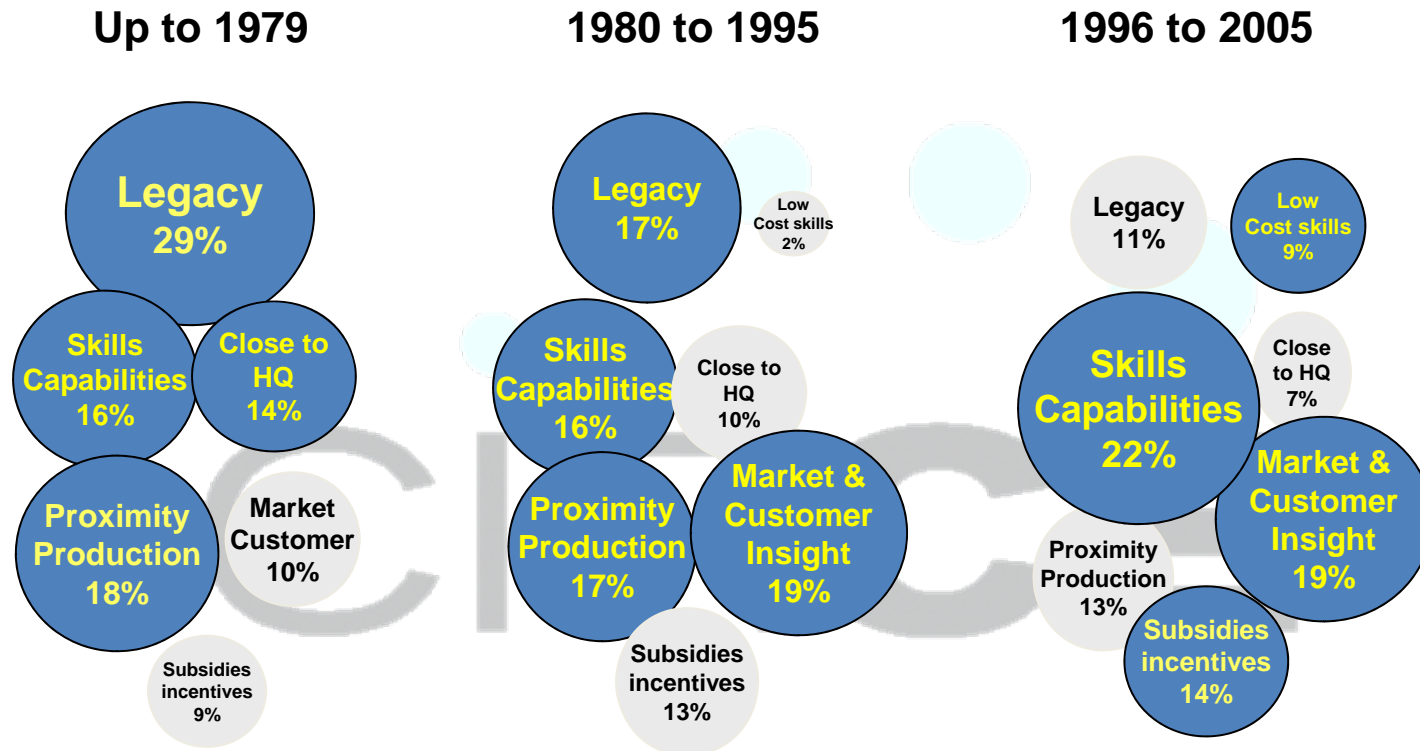 Up to 1979
Legacy
29%
Skills
Capabilities
16%
Close to
HQ
14%
Proximity
Production
18%
Market
Customer
10%
Subsidies
incentives
9%
1980 to 1995
Legacy
17%
Low
Cost skills
2%
Skills
Capabilities
16%
Close to
HQ
10%
Proximity
Production
17%
Market &
Customer
Insight
19%
Subsidies
incentives
13%
1996 to 2005
Legacy
11%
Low
Cost skills
9%
Skills
Capabilities
22%
Close
to HQ
7%
Market &
Customer
Insight
19%
Proximity
Production
13%
Subsidies
incentives
14%